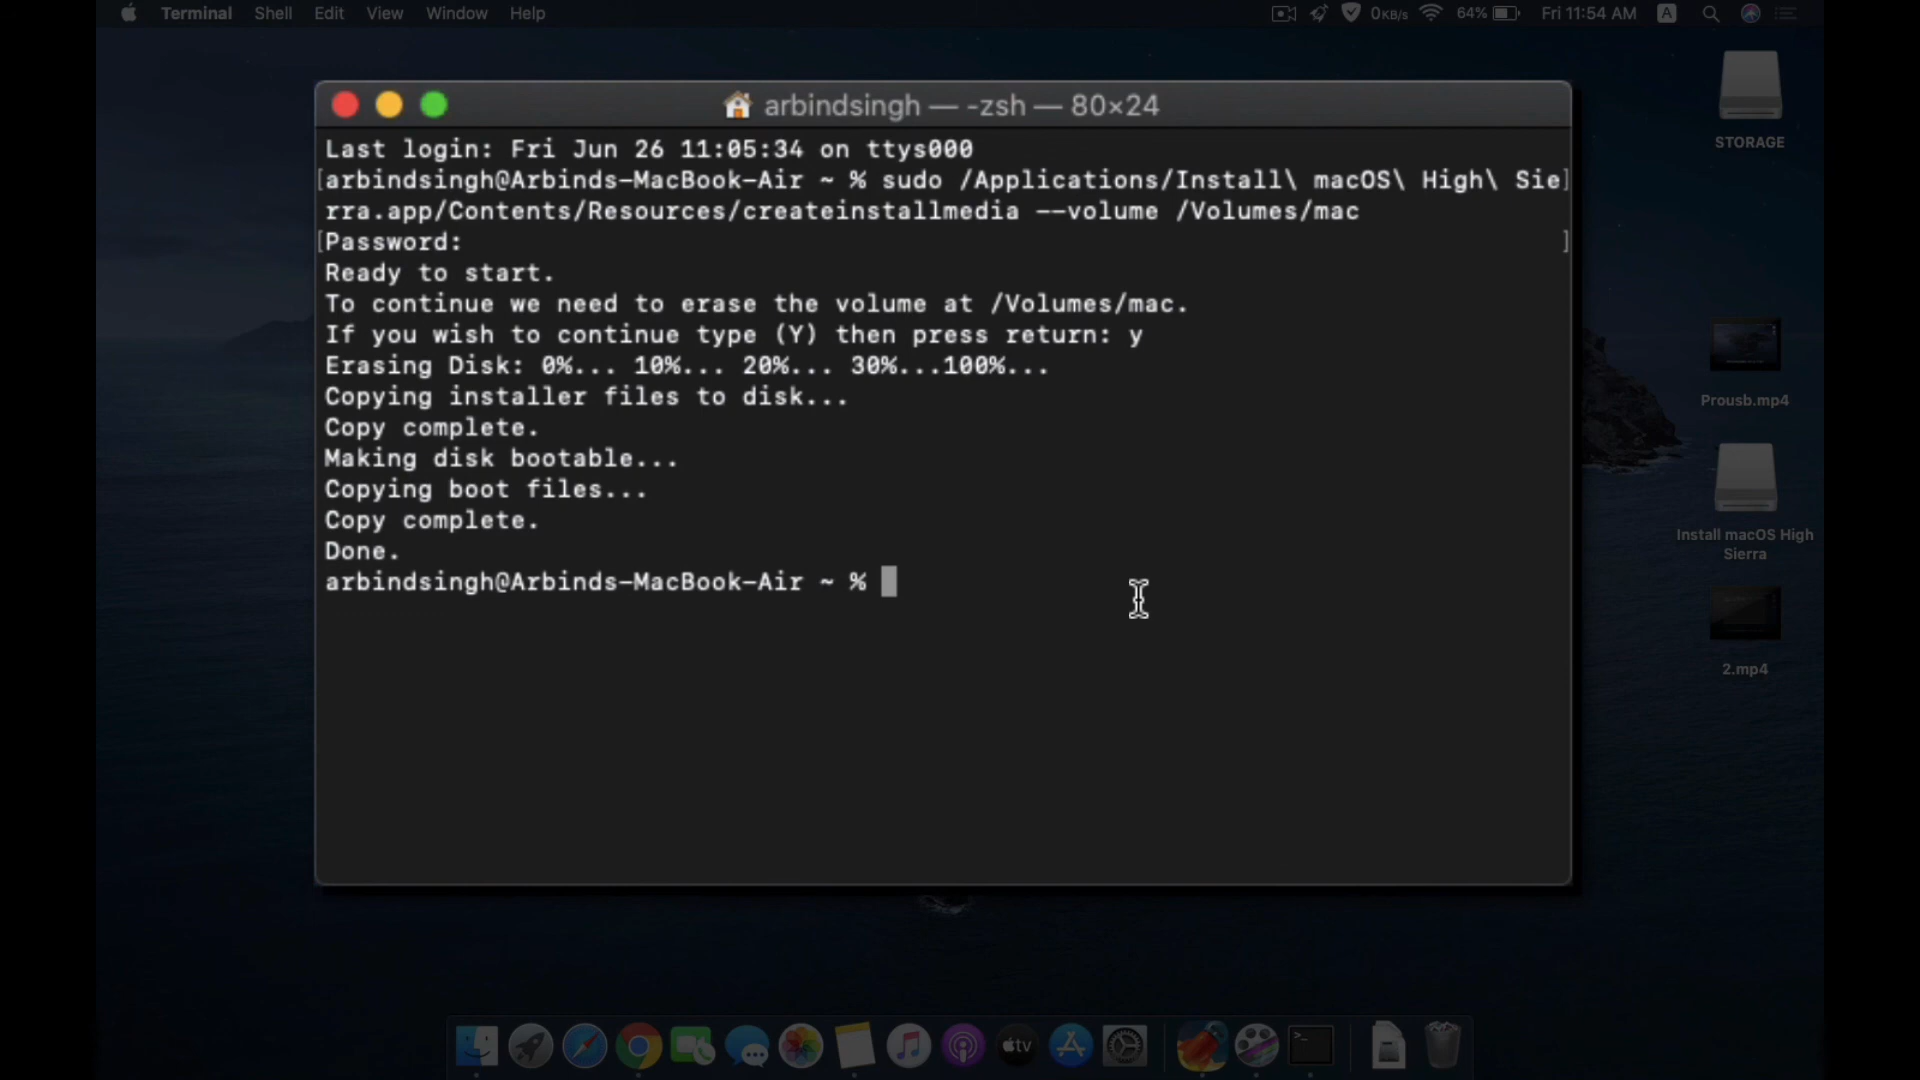 Terminal Shell Edit View Window Help 0KB/s 64% Fri 11:54 AM A
arbindsingh — -zsh — 80×24
Last login: Fri Jun 26 11:05:34 on ttys000
[arbindsingh@Arbinds-MacBook-Air ~ % sudo /Applications/Install\ macOS\ High\ Sie]
rra.app/Contents/Resources/createinstallmedia --volume /Volumes/mac
[Password: ]
Ready to start.
To continue we need to erase the volume at /Volumes/mac.
If you wish to continue type (Y) then press return: y
Erasing Disk: 0%... 10%... 20%... 30%...100%...
Copying installer files to disk...
Copy complete.
Making disk bootable...
Copying boot files...
Copy complete.
Done.
arbindsingh@Arbinds-MacBook-Air ~ %
STORAGE
Prousb.mp4
Install macOS High
Sierra
2.mp4
tv
>_